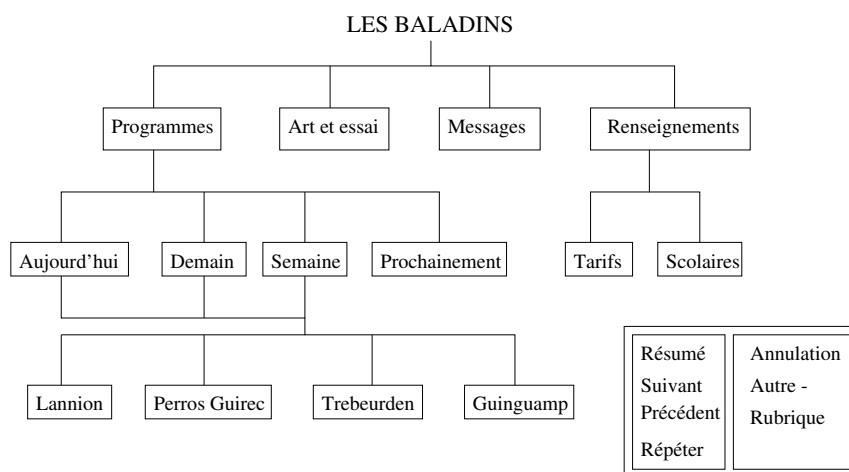 LES BALADINS
Programmes
Art et essai
Messages
Renseignements
Aujourd'hui
Demain
Semaine
Prochainement
Tarifs
Scolaires
Lannion
Perros Guirec
Trebeurden
Guinguamp
Résumé
Suivant
Précédent
Répéter
Annulation
Autre -
Rubrique